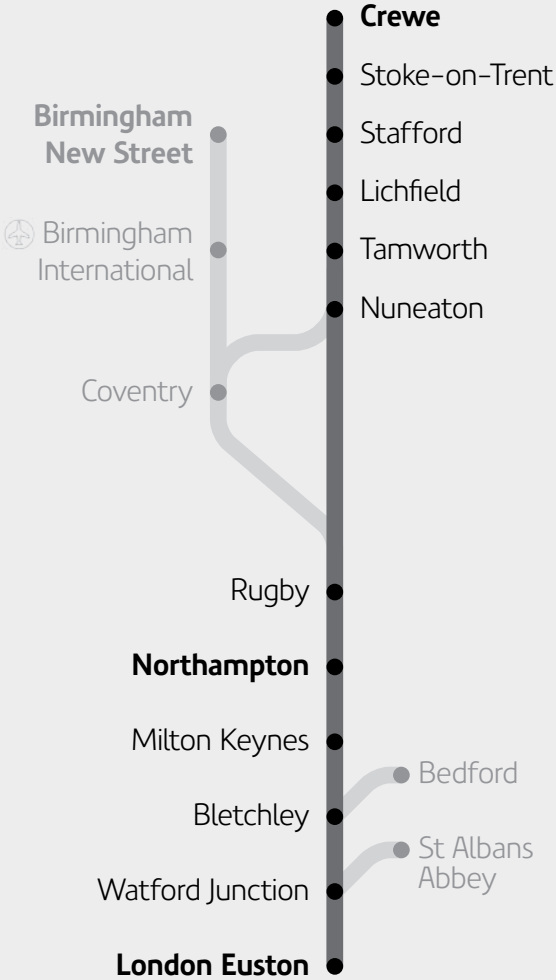 Crewe
Stoke-on-Trent
Birmingham
New Street
Stafford
Lichfield
Birmingham
International
Tamworth
Nuneaton
Coventry
Rugby
Northampton
Milton Keynes
Bedford
Bletchley
St Albans
Abbey
Watford Junction
London Euston